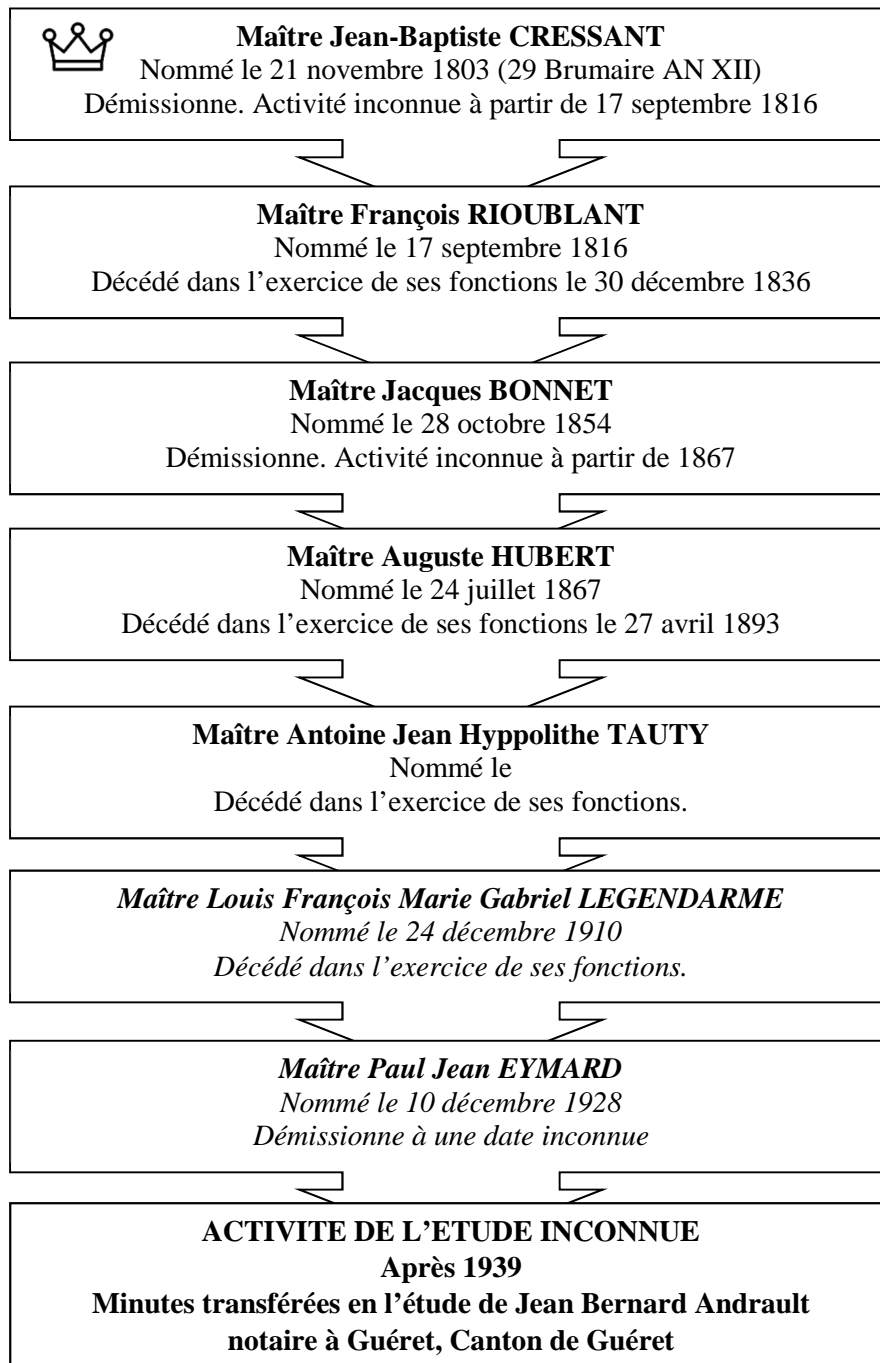 Maître Jean-Baptiste CRESSANT
Nommé le 21 novembre 1803 (29 Brumaire AN XII)
Démissionne. Activité inconnue à partir de 17 septembre 1816
Maître François RIOUBLANT
Nommé le 17 septembre 1816
Décédé dans l’exercice de ses fonctions le 30 décembre 1836
Maître Jacques BONNET
Nommé le 28 octobre 1854
Démissionne. Activité inconnue à partir de 1867
Maître Auguste HUBERT
Nommé le 24 juillet 1867
Décédé dans l’exercice de ses fonctions le 27 avril 1893
Maître Antoine Jean Hyppolithe TAUTY
Nommé le
Décédé dans l’exercice de ses fonctions.
Maître Louis François Marie Gabriel LEGENDARME
Nommé le 24 décembre 1910
Décédé dans l’exercice de ses fonctions.
Maître Paul Jean EYMARD
Nommé le 10 décembre 1928
Démissionne à une date inconnue
ACTIVITE DE L’ETUDE INCONNUE
Après 1939
Minutes transférées en l’étude de Jean Bernard Andrault
notaire à Guéret, Canton de Guéret